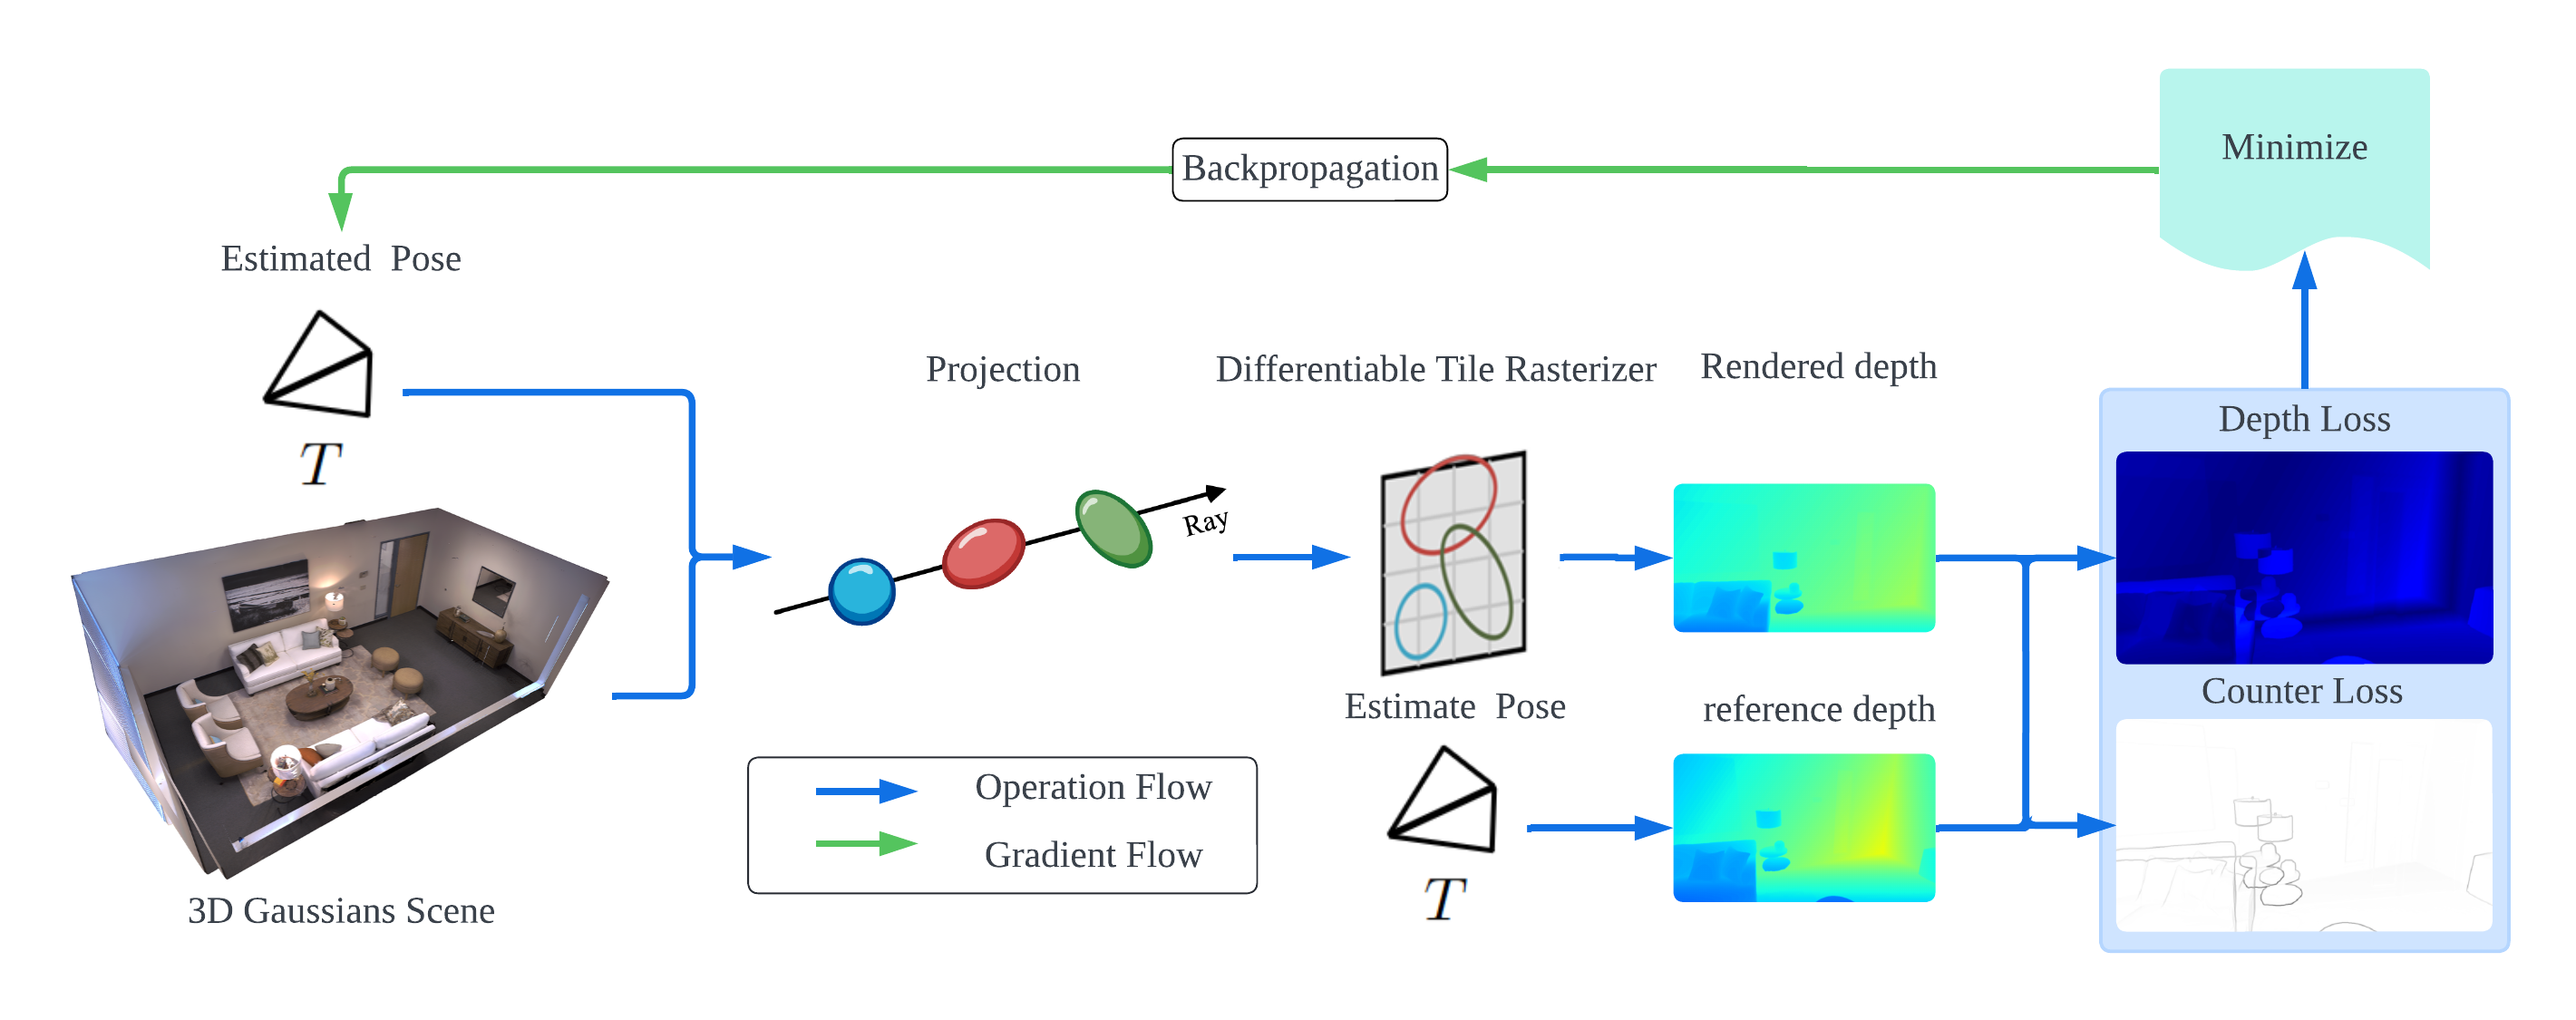 Minimize
Backpropagation
Estimated Pose
T
Projection
Differentiable Tile Rasterizer
Rendered depth
Depth Loss
Ray
Counter Loss
Estimate Pose
reference depth
Operation Flow
Gradient Flow
T
3D Gaussians Scene